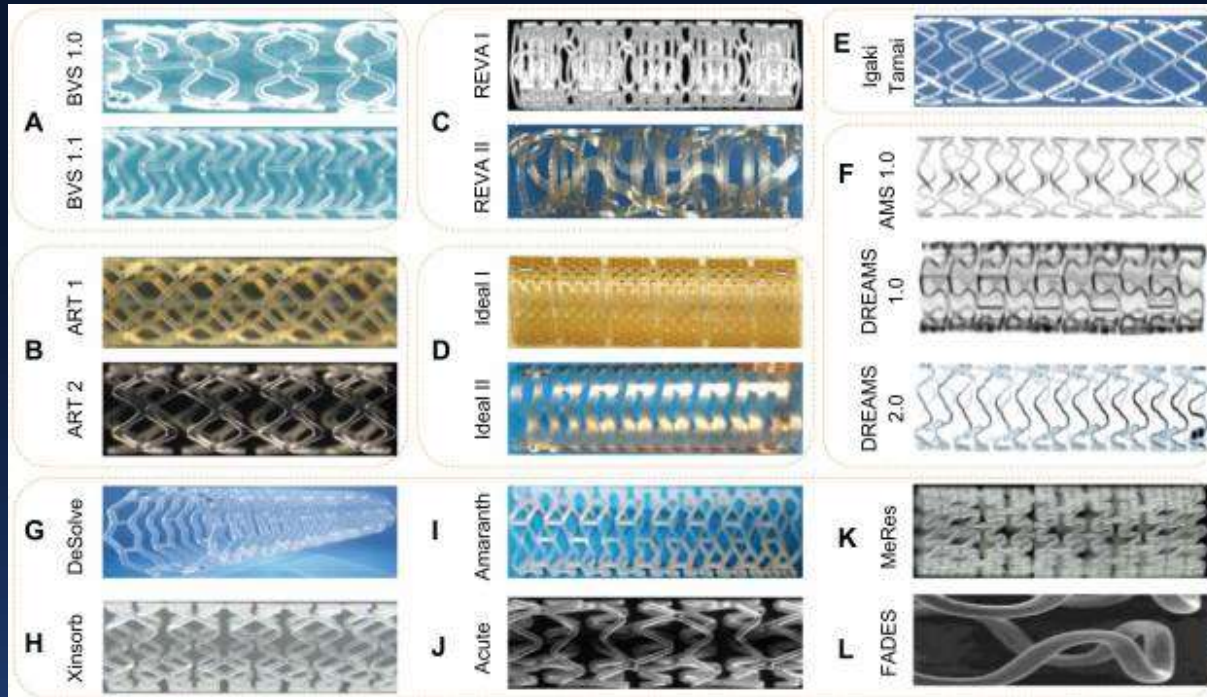 A
BVS 1.0
BVS 1.1
B
ART 1
ART 2
C
REVA I
REVA II
D
Ideal I
Ideal II
E
Igaki
Tamai
F
AMS 1.0
DREAMS
1.0
DREAMS
2.0
G
DeSolve
H
Xinsorb
I
Amaranth
J
Acute
K
MeRes
L
FADES